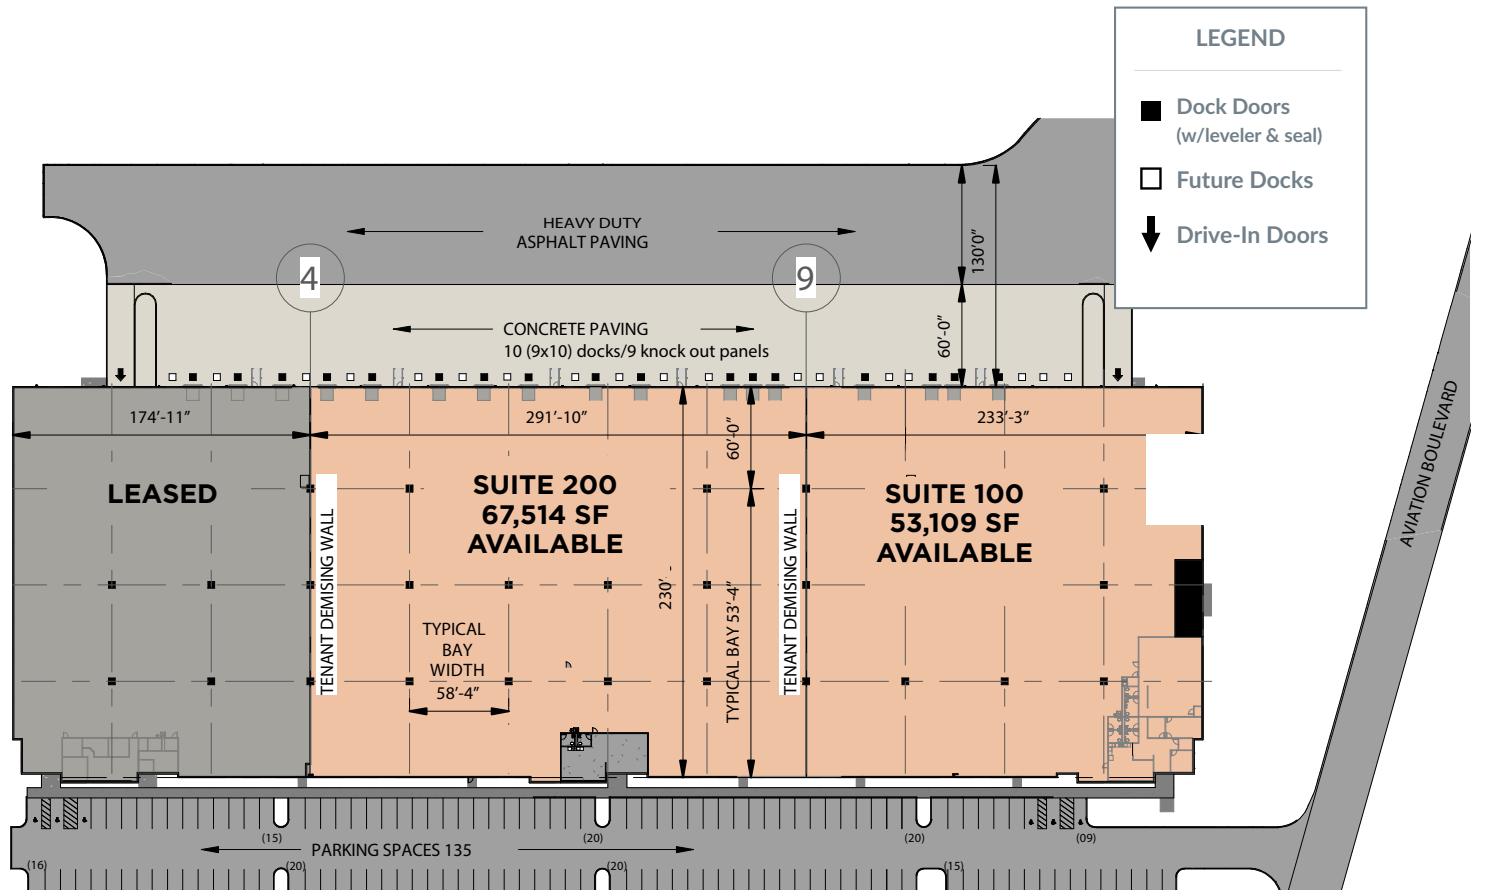 LEGEND
Dock Doors
(w/leveler & seal)
Future Docks
Drive-In Doors
HEAVY DUTY
ASPHALT PAVING
130'0"
4
9
CONCRETE PAVING
10 (9x10) docks/9 knock out panels
60'-0"
174'-11"
291'-10"
233'-3"
60'-0"
LEASED
SUITE 200
67,514 SF
AVAILABLE
SUITE 100
53,109 SF
AVAILABLE
TENANT DEMISING WALL
TENANT DEMISING WALL
230'
TYPICAL BAY 53'-4"
TYPICAL
BAY
WIDTH
58'-4"
AVIATION BOULEVARD
(15)
(20)
(20)
(09)
PARKING SPACES 135
(16)
(20)
(20)
(15)